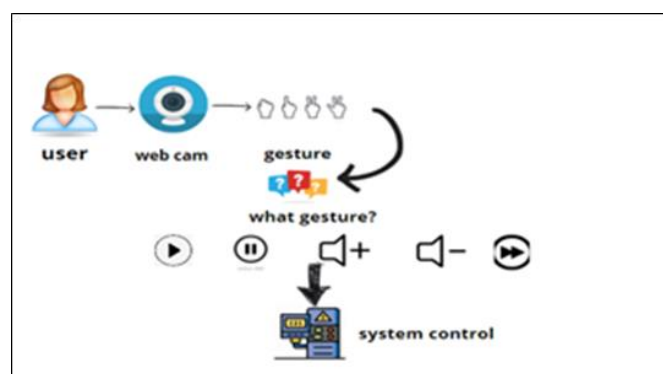 user
web cam
gesture
? ? ?
what gesture?
system control